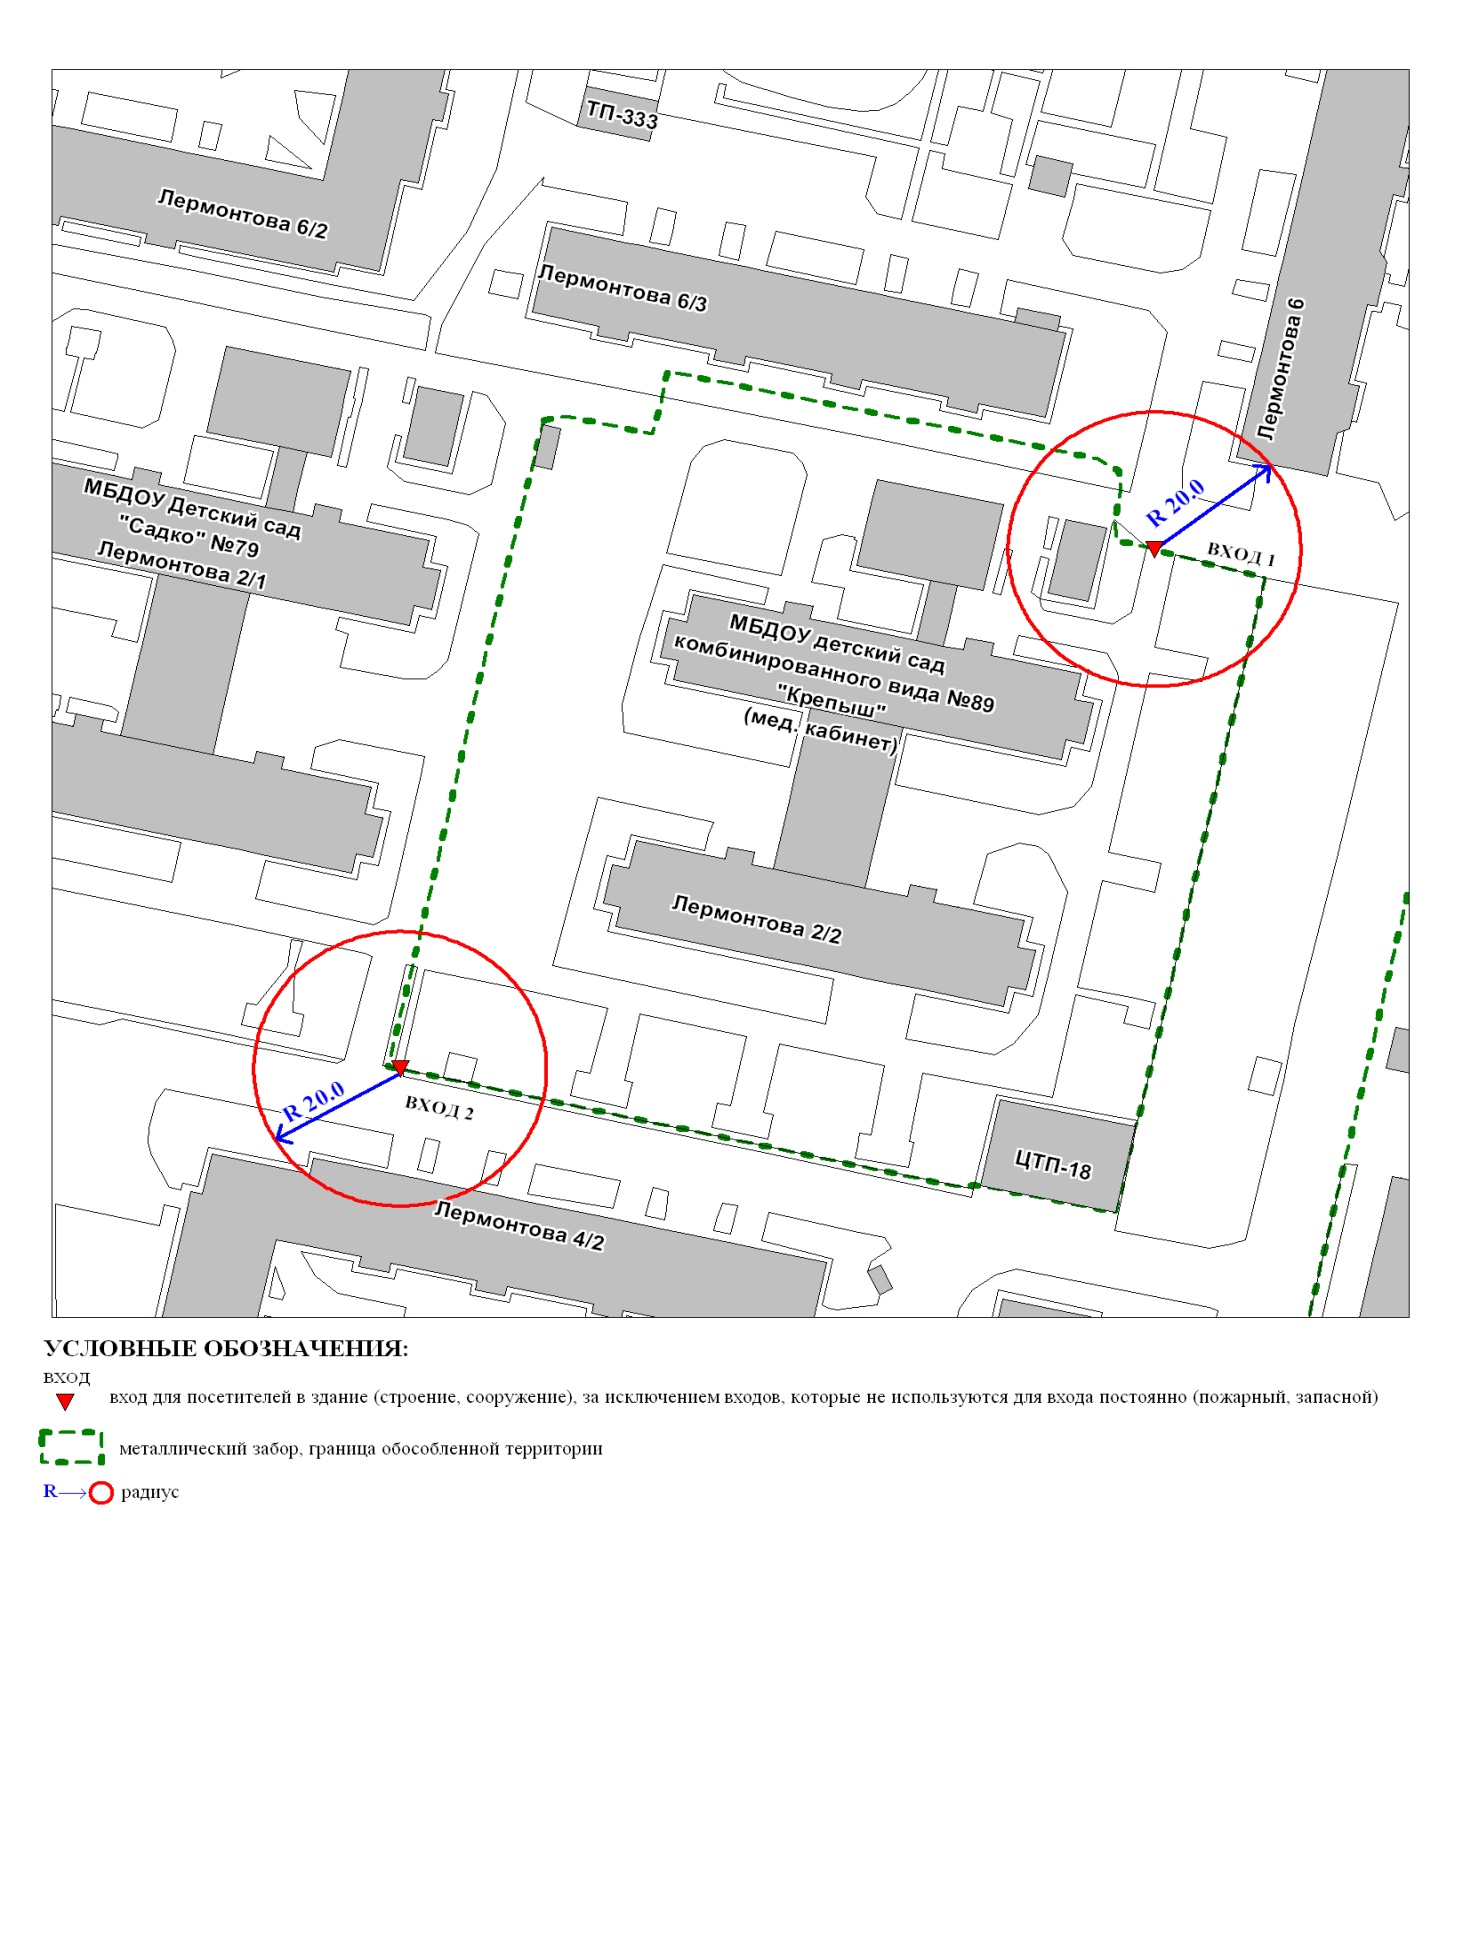 ТП-333
Лермонтова 6/2
Лермонтова 6/3
Лермонтова 6
МБДОУ Детский сад
"Садко" №79
Лермонтова 2/1
R 20.0
ВХОД 1
МБДОУ детский сад
комбинированного вида №89
"Крепыш"
(мед. кабинет)
Лермонтова 2/2
R 20.0
ВХОД 2
ЦТП-18
Лермонтова 4/2
УСЛОВНЫЕ ОБОЗНАЧЕНИЯ:
ВХОД
вход для посетителей в здание (строение, сооружение), за исключением входов, которые не используются для входа постоянно (пожарный, запасной)
металлический забор, граница обособленной территории
R
радиус